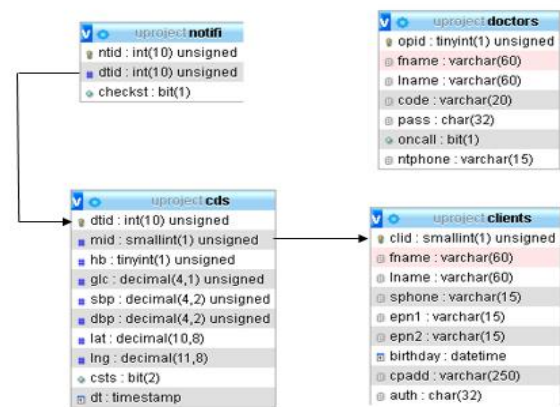 uproject notifi
ntid : int(10) unsigned
dtid : int(10) unsigned
checkst : bit(1)
uproject doctors
opid : tinyint(1) unsigned
fname : varchar(60)
lname : varchar(60)
code : varchar(20)
pass : char(32)
oncall : bit(1)
ntphone : varchar(15)
uproject cds
dtid : int(10) unsigned
mid : smallint(1) unsigned
hb : tinyint(1) unsigned
glc : decimal(4,1) unsigned
sbp : decimal(4,2) unsigned
dbp : decimal(4,2) unsigned
lat : decimal(10,8)
lng : decimal(11,8)
csts : bit(2)
dt : timestamp
uproject clients
clid : smallint(1) unsigned
fname : varchar(60)
lname : varchar(60)
sphone : varchar(15)
epn1 : varchar(15)
epn2 : varchar(15)
birthday : datetime
cpadd : varchar(250)
auth : char(32)